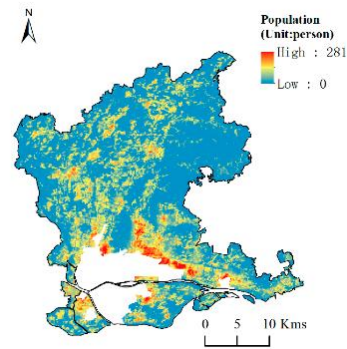 N
Population
(Unit:person)
High : 281
Low : 0
0 5 10 Kms